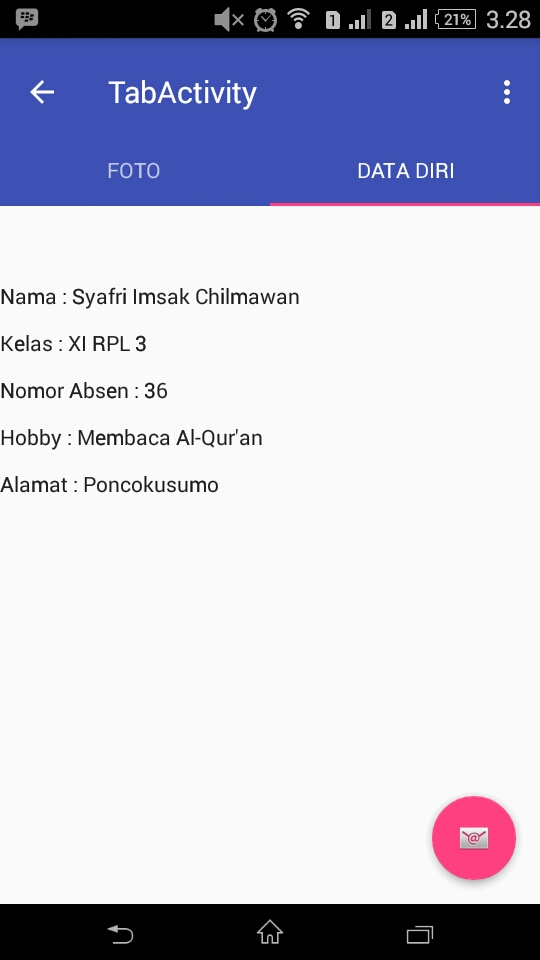 1 2 21% 3.28
TabActivity
FOTO DATA DIRI
Nama : Syafri Imsak Chilmawan
Kelas : XI RPL 3
Nomor Absen : 36
Hobby : Membaca Al-Qur'an
Alamat : Poncokusumo
@